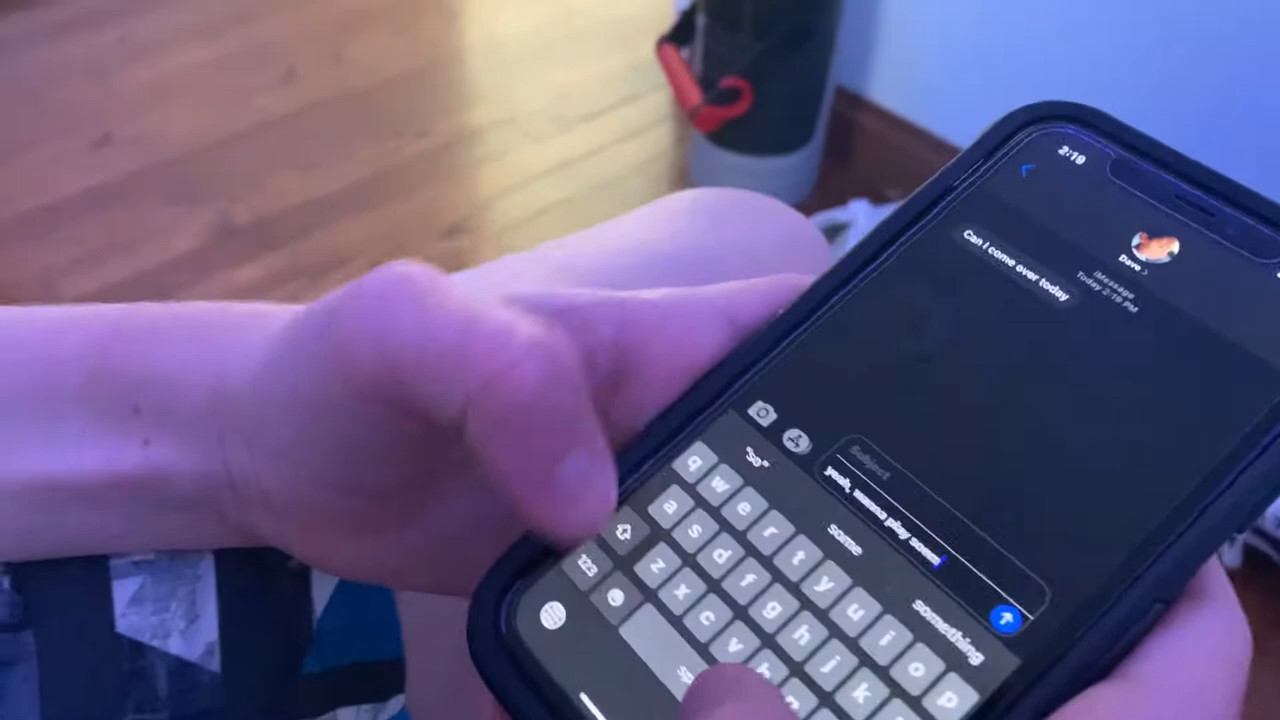 2:19
Dave
iMessage
Today 2:19 PM
Can I come over today
Subject
yeah, wanna play some
"so" some something
q w e r t y u i o p
a s d f g h j k
z x c v b n
123